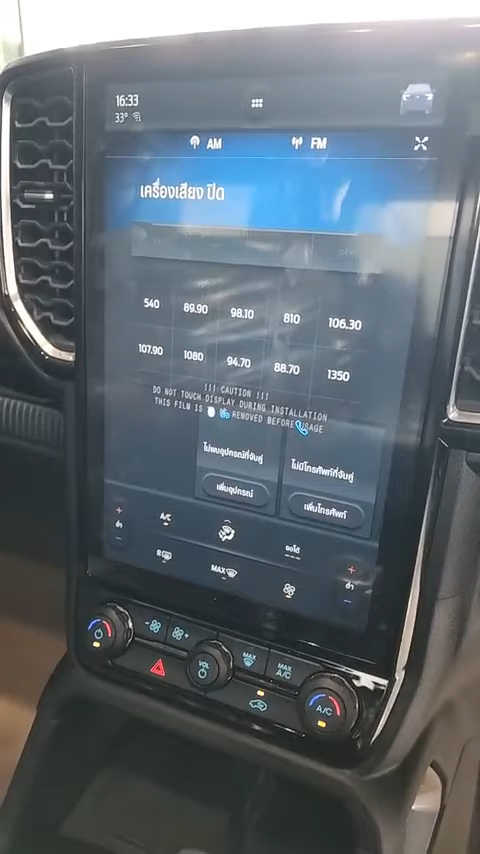 16:33
33°
AM FM
เครื่องเสียง ปิด
540 89.90 98.10 810 106.30
107.90 1080 94.70 88.70 1350
!!! CAUTION !!!
DO NOT TOUCH DISPLAY DURING INSTALLATION
THIS FILM IS REMOVED BEFORE USAGE
ไม่พบอุปกรณ์ที่จับคู่ ไม่มีโทรศัพท์ที่จับคู่
เพิ่มอุปกรณ์ เพิ่มโทรศัพท์
+ A/C
ต่ำ ออโต้
- R MAX +
ต่ำ
-
- + MAX MAX A/C
VOL
A/C